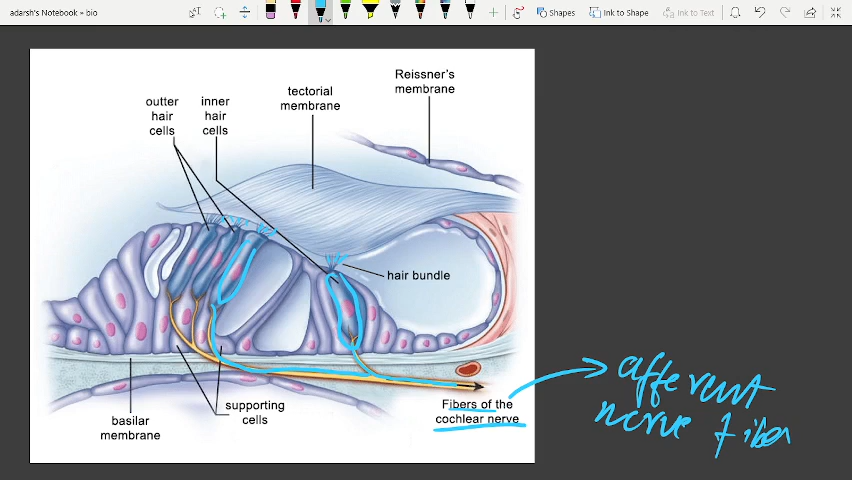 adarsh's Notebook » bio
Shapes
Ink to Shape
Ink to Text
Reissner's
membrane
tectorial
membrane
outter
hair
cells
inner
hair
cells
hair bundle
Fibers of the
cochlear nerve
supporting
cells
basilar
membrane
afferent
nerve fiber